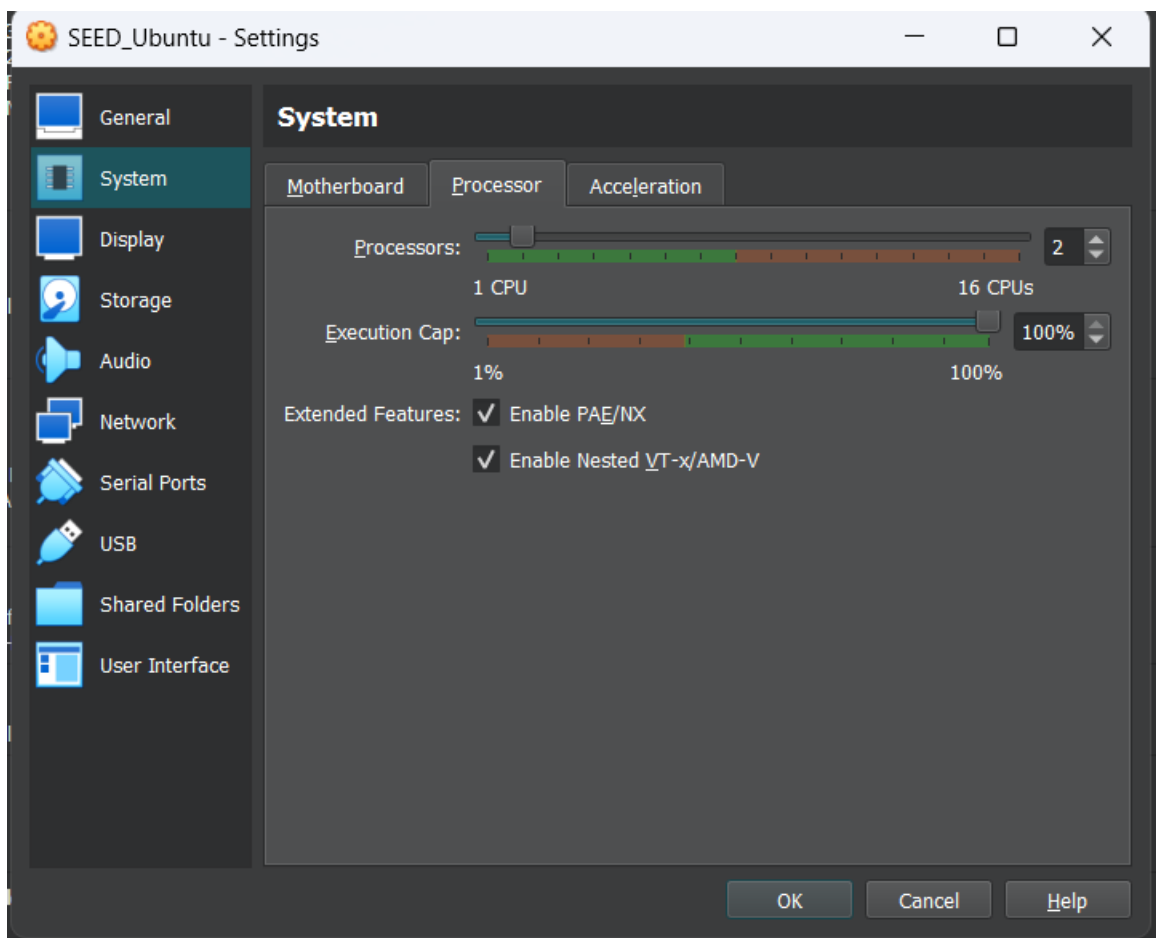 SEED_Ubuntu - Settings
General
System
Display
Storage
Audio
Network
Serial Ports
USB
Shared Folders
User Interface
System
Motherboard Processor Acceleration
Processors: 2
1 CPU 16 CPUs
Execution Cap: 100%
1% 100%
Extended Features: Enable PAE/NX
Enable Nested VT-x/AMD-V
OK Cancel Help